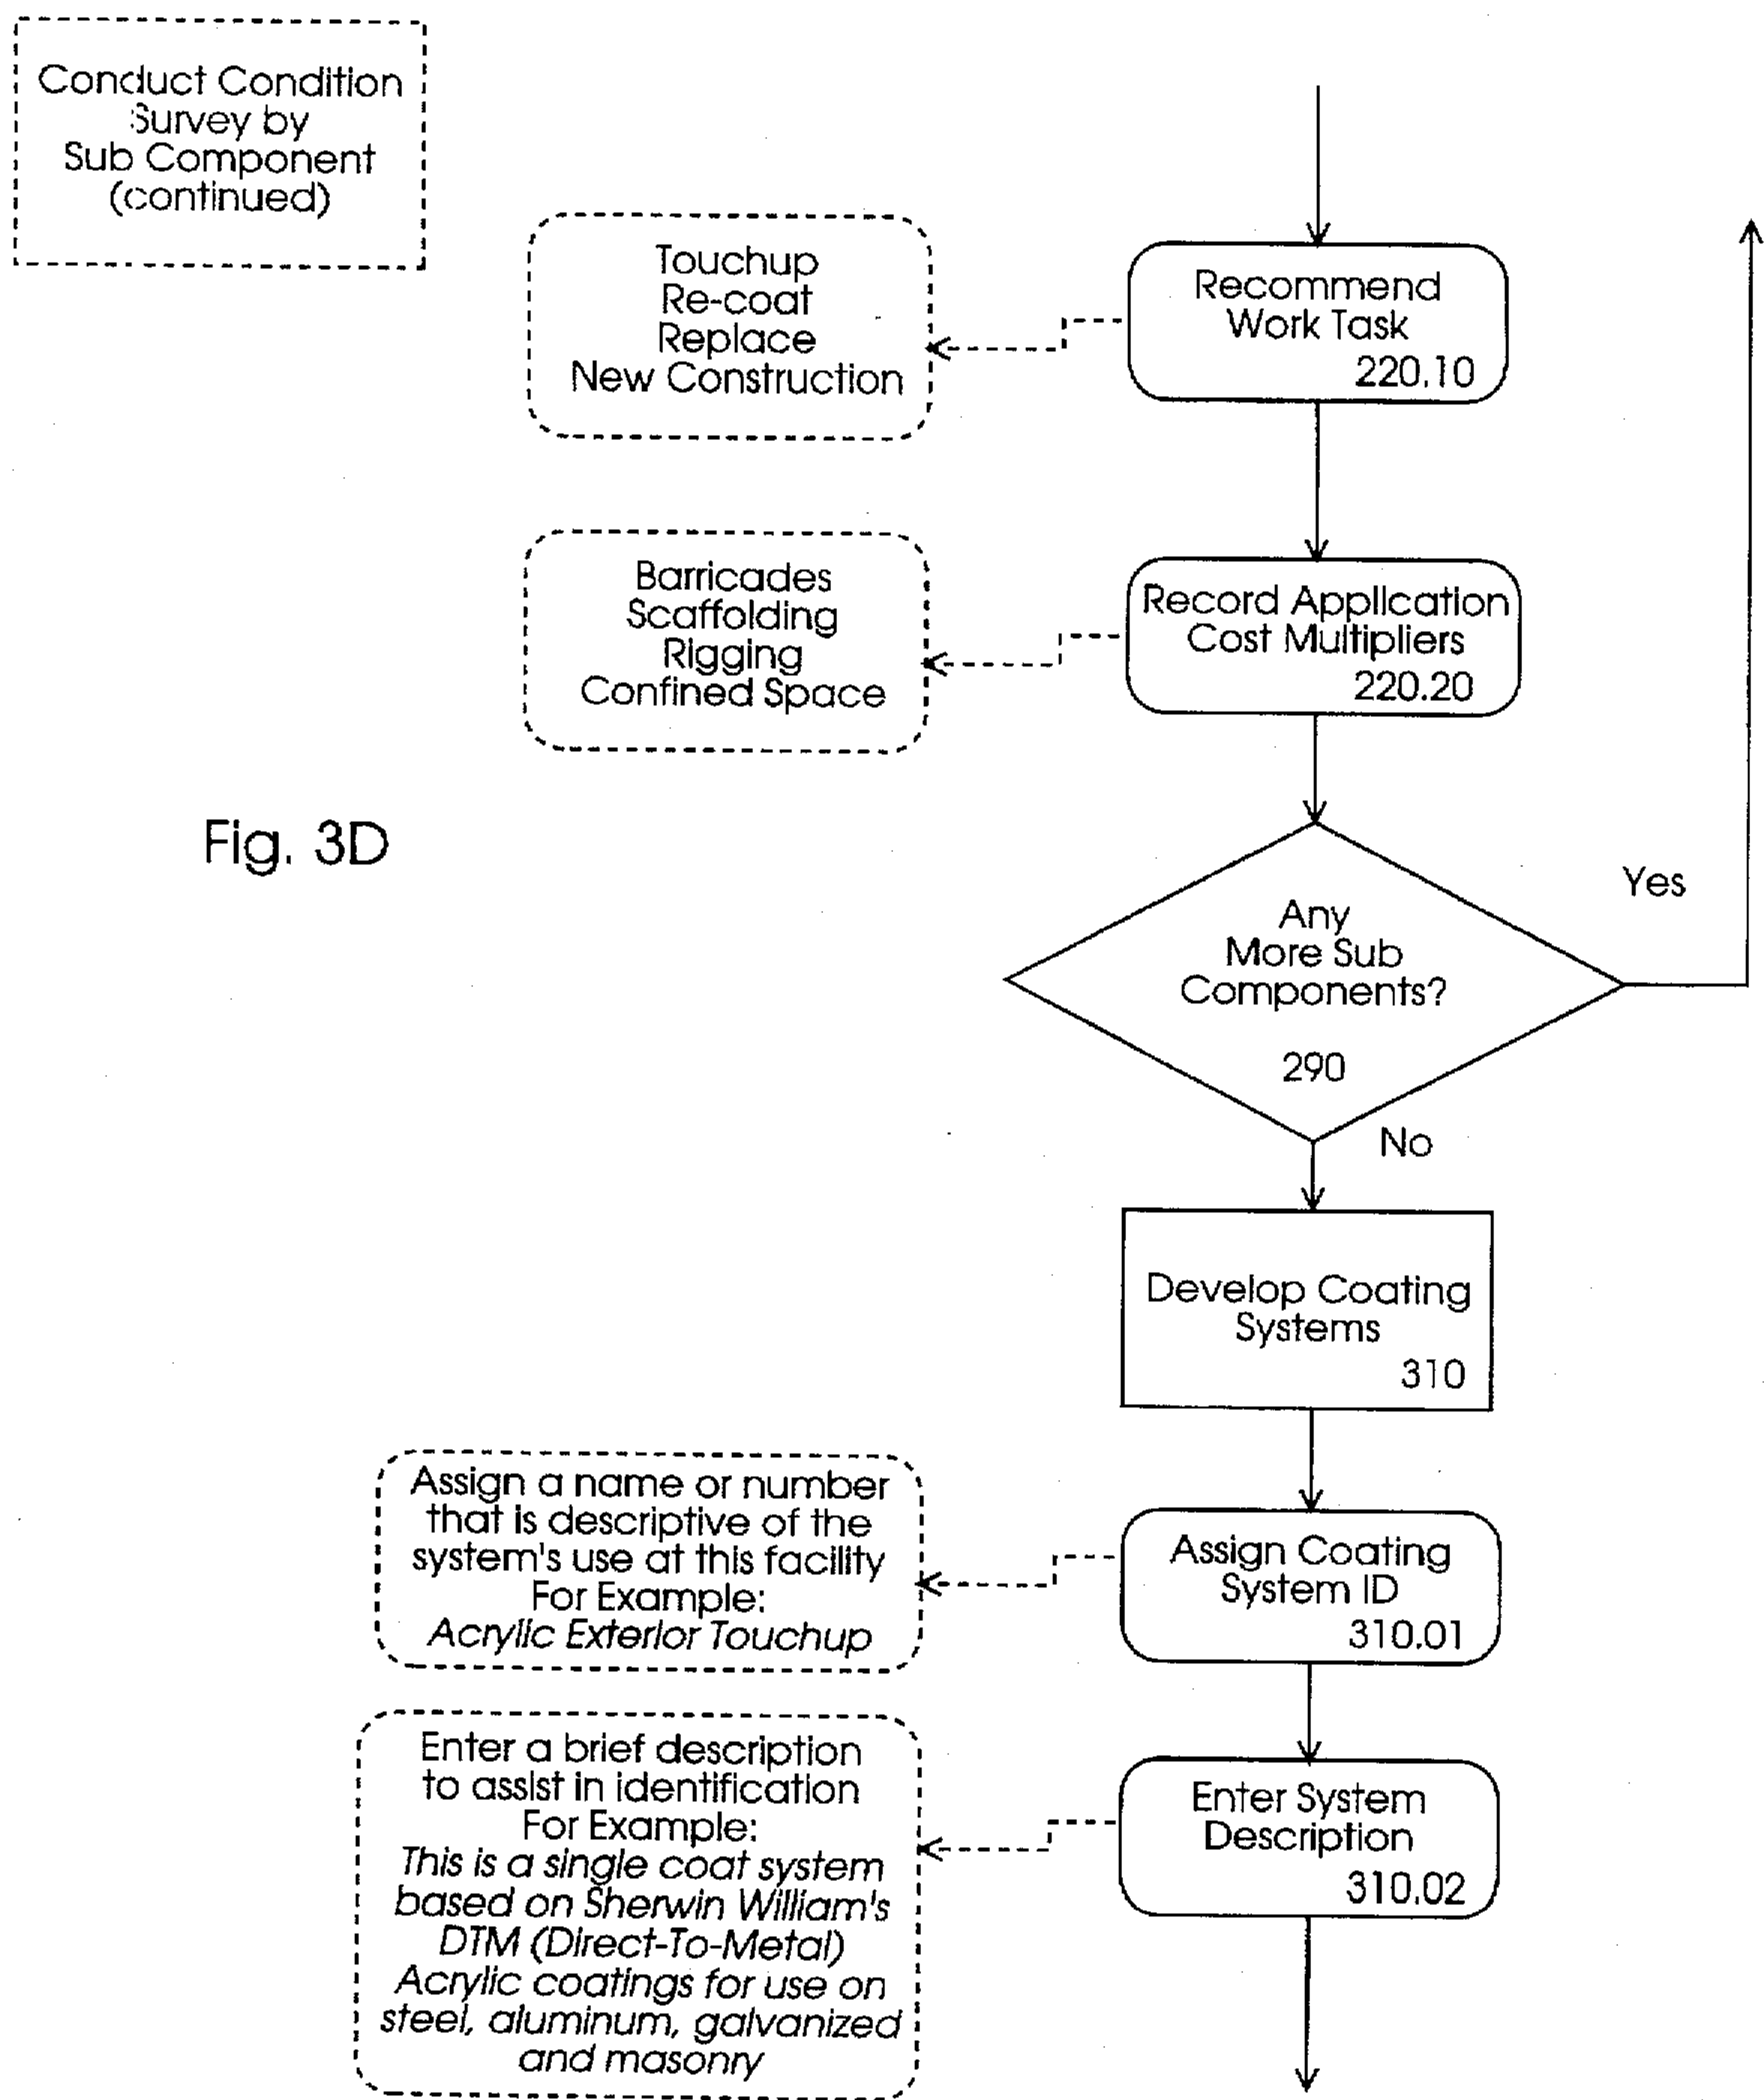 Conduct Condition
Survey by
Sub Component
(continued)
Touchup
Re-coat
Replace
New Construction
Recommend
Work Task
220.10
Barricades
Scaffolding
Rigging
Confined Space
Record Application
Cost Multipliers
220.20
Fig. 3D
Any
More Sub
Components?
290
Yes
No
Develop Coating
Systems
310
Assign a name or number
that is descriptive of the
system's use at this facility
For Example:
Acrylic Exterior Touchup
Assign Coating
System ID
310.01
Enter a brief description
to assist in identification
For Example:
This is a single coat system
based on Sherwin William's
DTM (Direct-To-Metal)
Acrylic coatings for use on
steel, aluminum, galvanized
and masonry
Enter System
Description
310.02